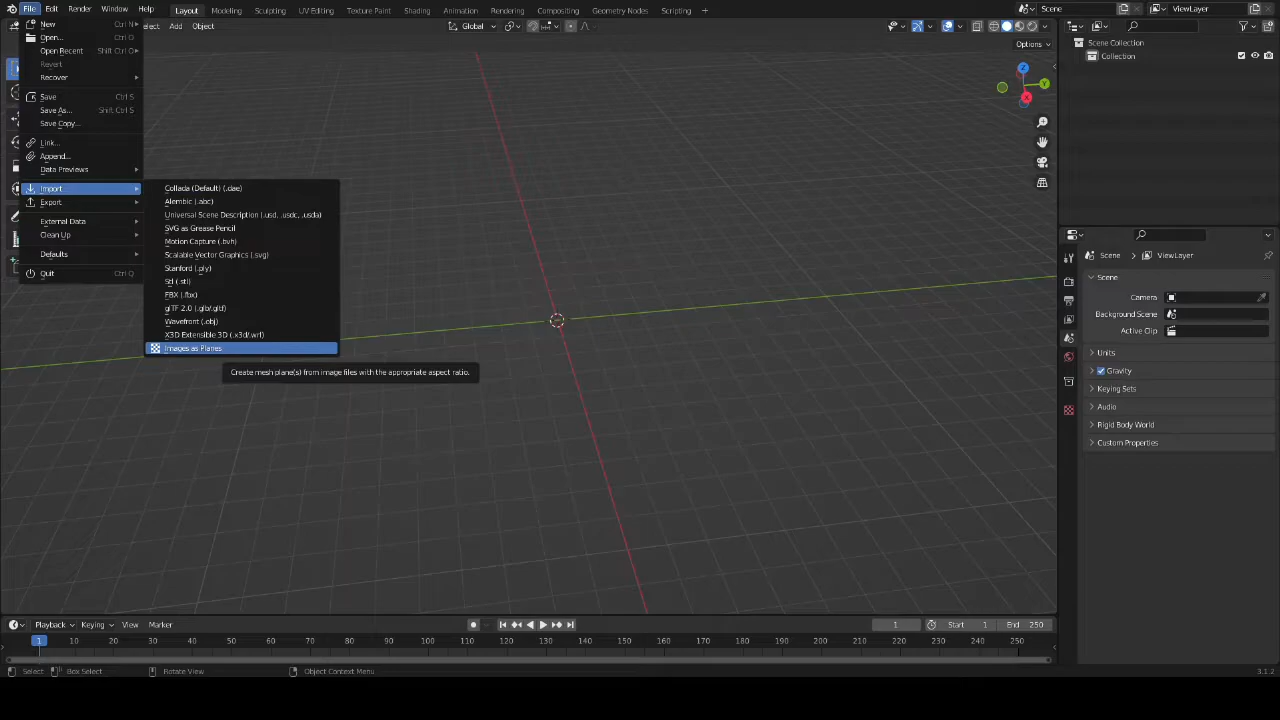 File Edit Render Window Help Layout Modeling Sculpting UV Editing Texture Paint Shading Animation Rendering Compositing Geometry Nodes Scripting + Scene ViewLayer
Select Add Object Global
Options
New Ctrl N
Open... Ctrl O
Open Recent Shift Ctrl O
Revert
Recover
Save Ctrl S
Save As... Shift Ctrl S
Save Copy...
Link...
Append...
Data Previews
Import
Export
External Data
Clean Up
Defaults
Quit Ctrl Q
Collada (Default) (.dae)
Alembic (.abc)
Universal Scene Description (.usd, .usdc, .usda)
SVG as Grease Pencil
Motion Capture (.bvh)
Scalable Vector Graphics (.svg)
Stanford (.ply)
Stl (.stl)
FBX (.fbx)
glTF 2.0 (.glb/.gltf)
Wavefront (.obj)
X3D Extensible 3D (.x3d/.wrl)
Images as Planes
Create mesh plane(s) from image files with the appropriate aspect ratio.
Z
Y
X
Scene Collection
Collection
Scene ViewLayer
Scene
Camera
Background Scene
Active Clip
Units
Gravity
Keying Sets
Audio
Rigid Body World
Custom Properties
Playback Keying View Marker 1 Start 1 End 250
1 10 20 30 40 50 60 70 80 90 100 110 120 130 140 150 160 170 180 190 200 210 220 230 240 250
Select Box Select Rotate View Object Context Menu 3.1.2